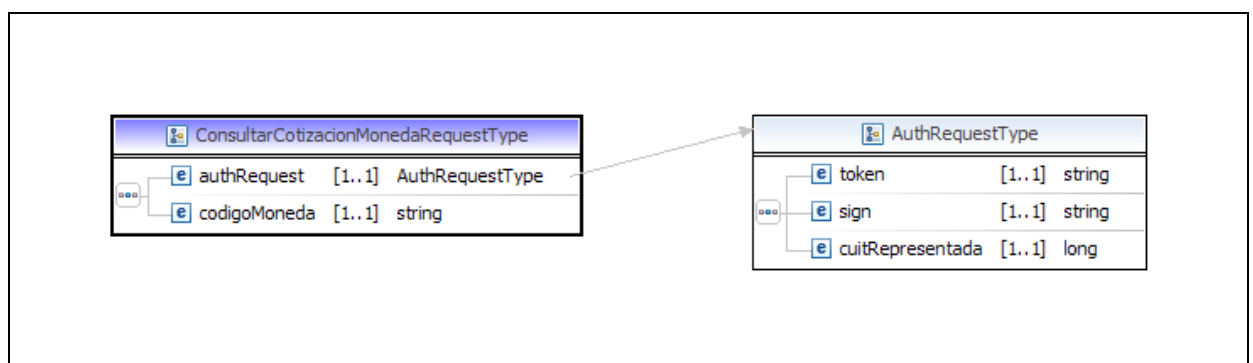 ConsultarCotizacionMonedaRequestType
e authRequest [1..1] AuthRequestType
e codigoMoneda [1..1] string
AuthRequestType
e token [1..1] string
e sign [1..1] string
e cuitRepresentada [1..1] long